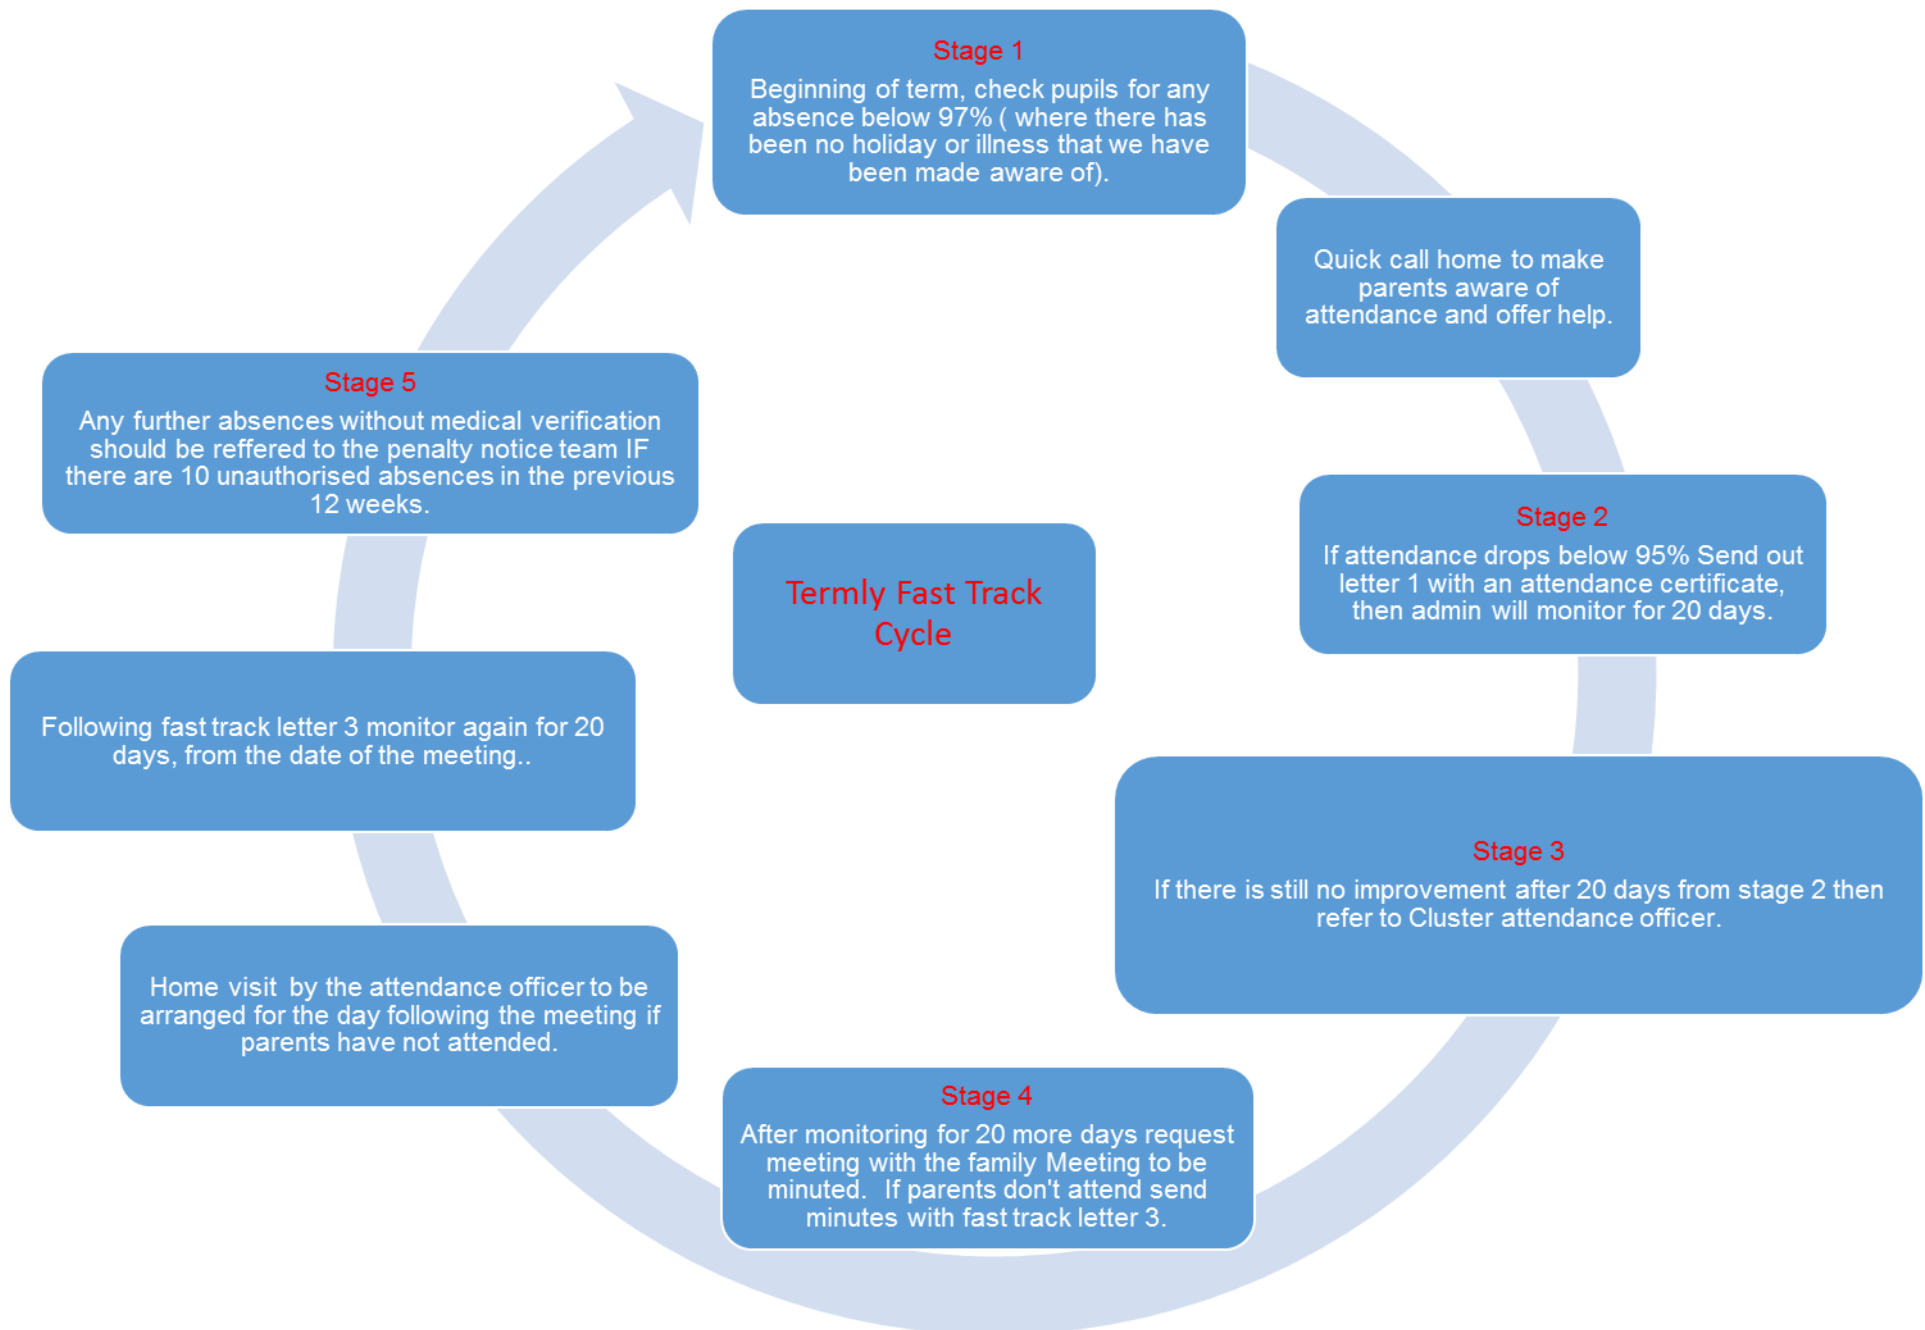 Stage 1
Beginning of term, check pupils for any
absence below 97% ( where there has
been no holiday or illness that we have
been made aware of).
Quick call home to make
parents aware of
attendance and offer help.
Stage 2
If attendance drops below 95% Send out
letter 1 with an attendance certificate,
then admin will monitor for 20 days.
Stage 3
If there is still no improvement after 20 days from stage 2 then
refer to Cluster attendance officer.
Stage 4
After monitoring for 20 more days request
meeting with the family Meeting to be
minuted.  If parents don't attend send
minutes with fast track letter 3.
Home visit  by the attendance officer to be
arranged for the day following the meeting if
parents have not attended.
Following fast track letter 3 monitor again for 20
days, from the date of the meeting..
Stage 5
Any further absences without medical verification
should be reffered to the penalty notice team IF
there are 10 unauthorised absences in the previous
12 weeks.
Termly Fast Track
Cycle